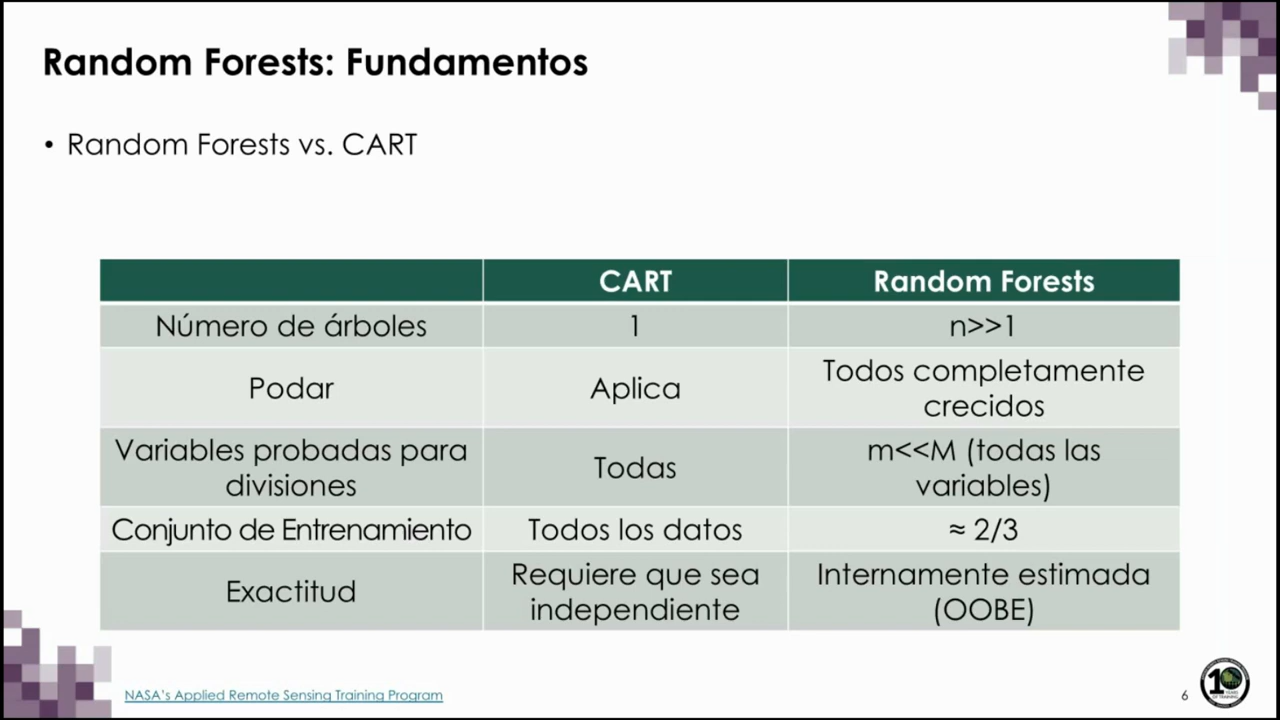 Random Forests: Fundamentos
• Random Forests vs. CART
CART
Random Forests
Número de árboles
1
n>>1
Podar
Aplica
Todos completamente
crecidos
Variables probadas para
divisiones
Todas
m<<M (todas las
variables)
Conjunto de Entrenamiento
Todos los datos
≈ 2/3
Exactitud
Requiere que sea
independiente
Internamente estimada
(OOBE)
NASA's Applied Remote Sensing Training Program
6
10